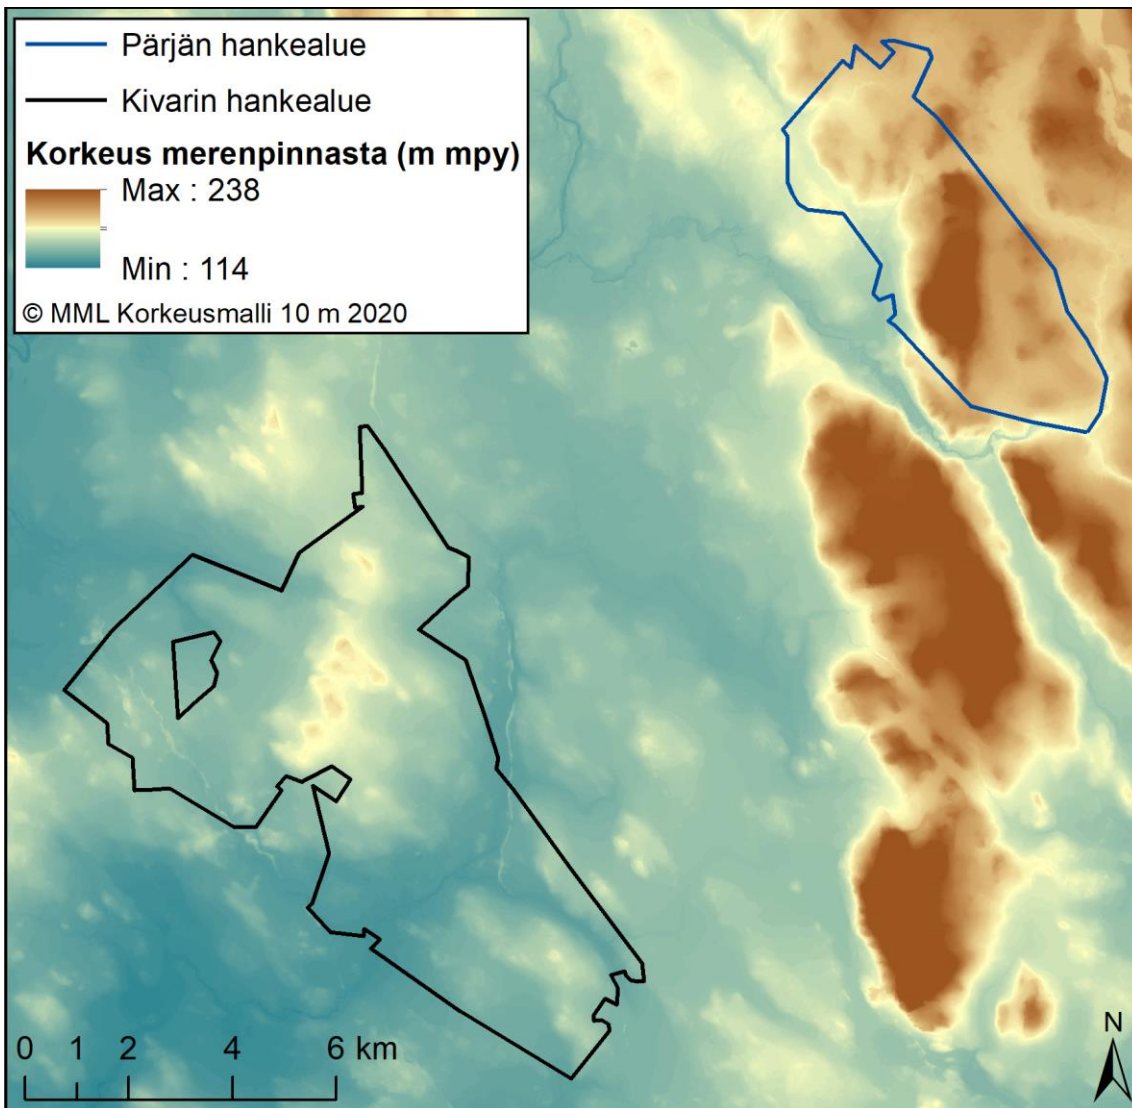 Pärjän hankealue
Kivarin hankealue
Korkeus merenpinnasta (m mpy)
Max : 238
Min : 114
© MML Korkeusmalli 10 m 2020
N
0 1 2 4 6 km